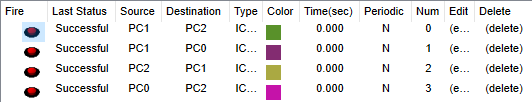 Fire Last Status Source Destination Type Color Time(sec) Periodic Num Edit Delete
Successful PC1 PC2 IC... 0.000 N 0 (e... (delete)
Successful PC1 PC0 IC... 0.000 N 1 (e... (delete)
Successful PC2 PC1 IC... 0.000 N 2 (e... (delete)
Successful PC0 PC2 IC... 0.000 N 3 (e... (delete)